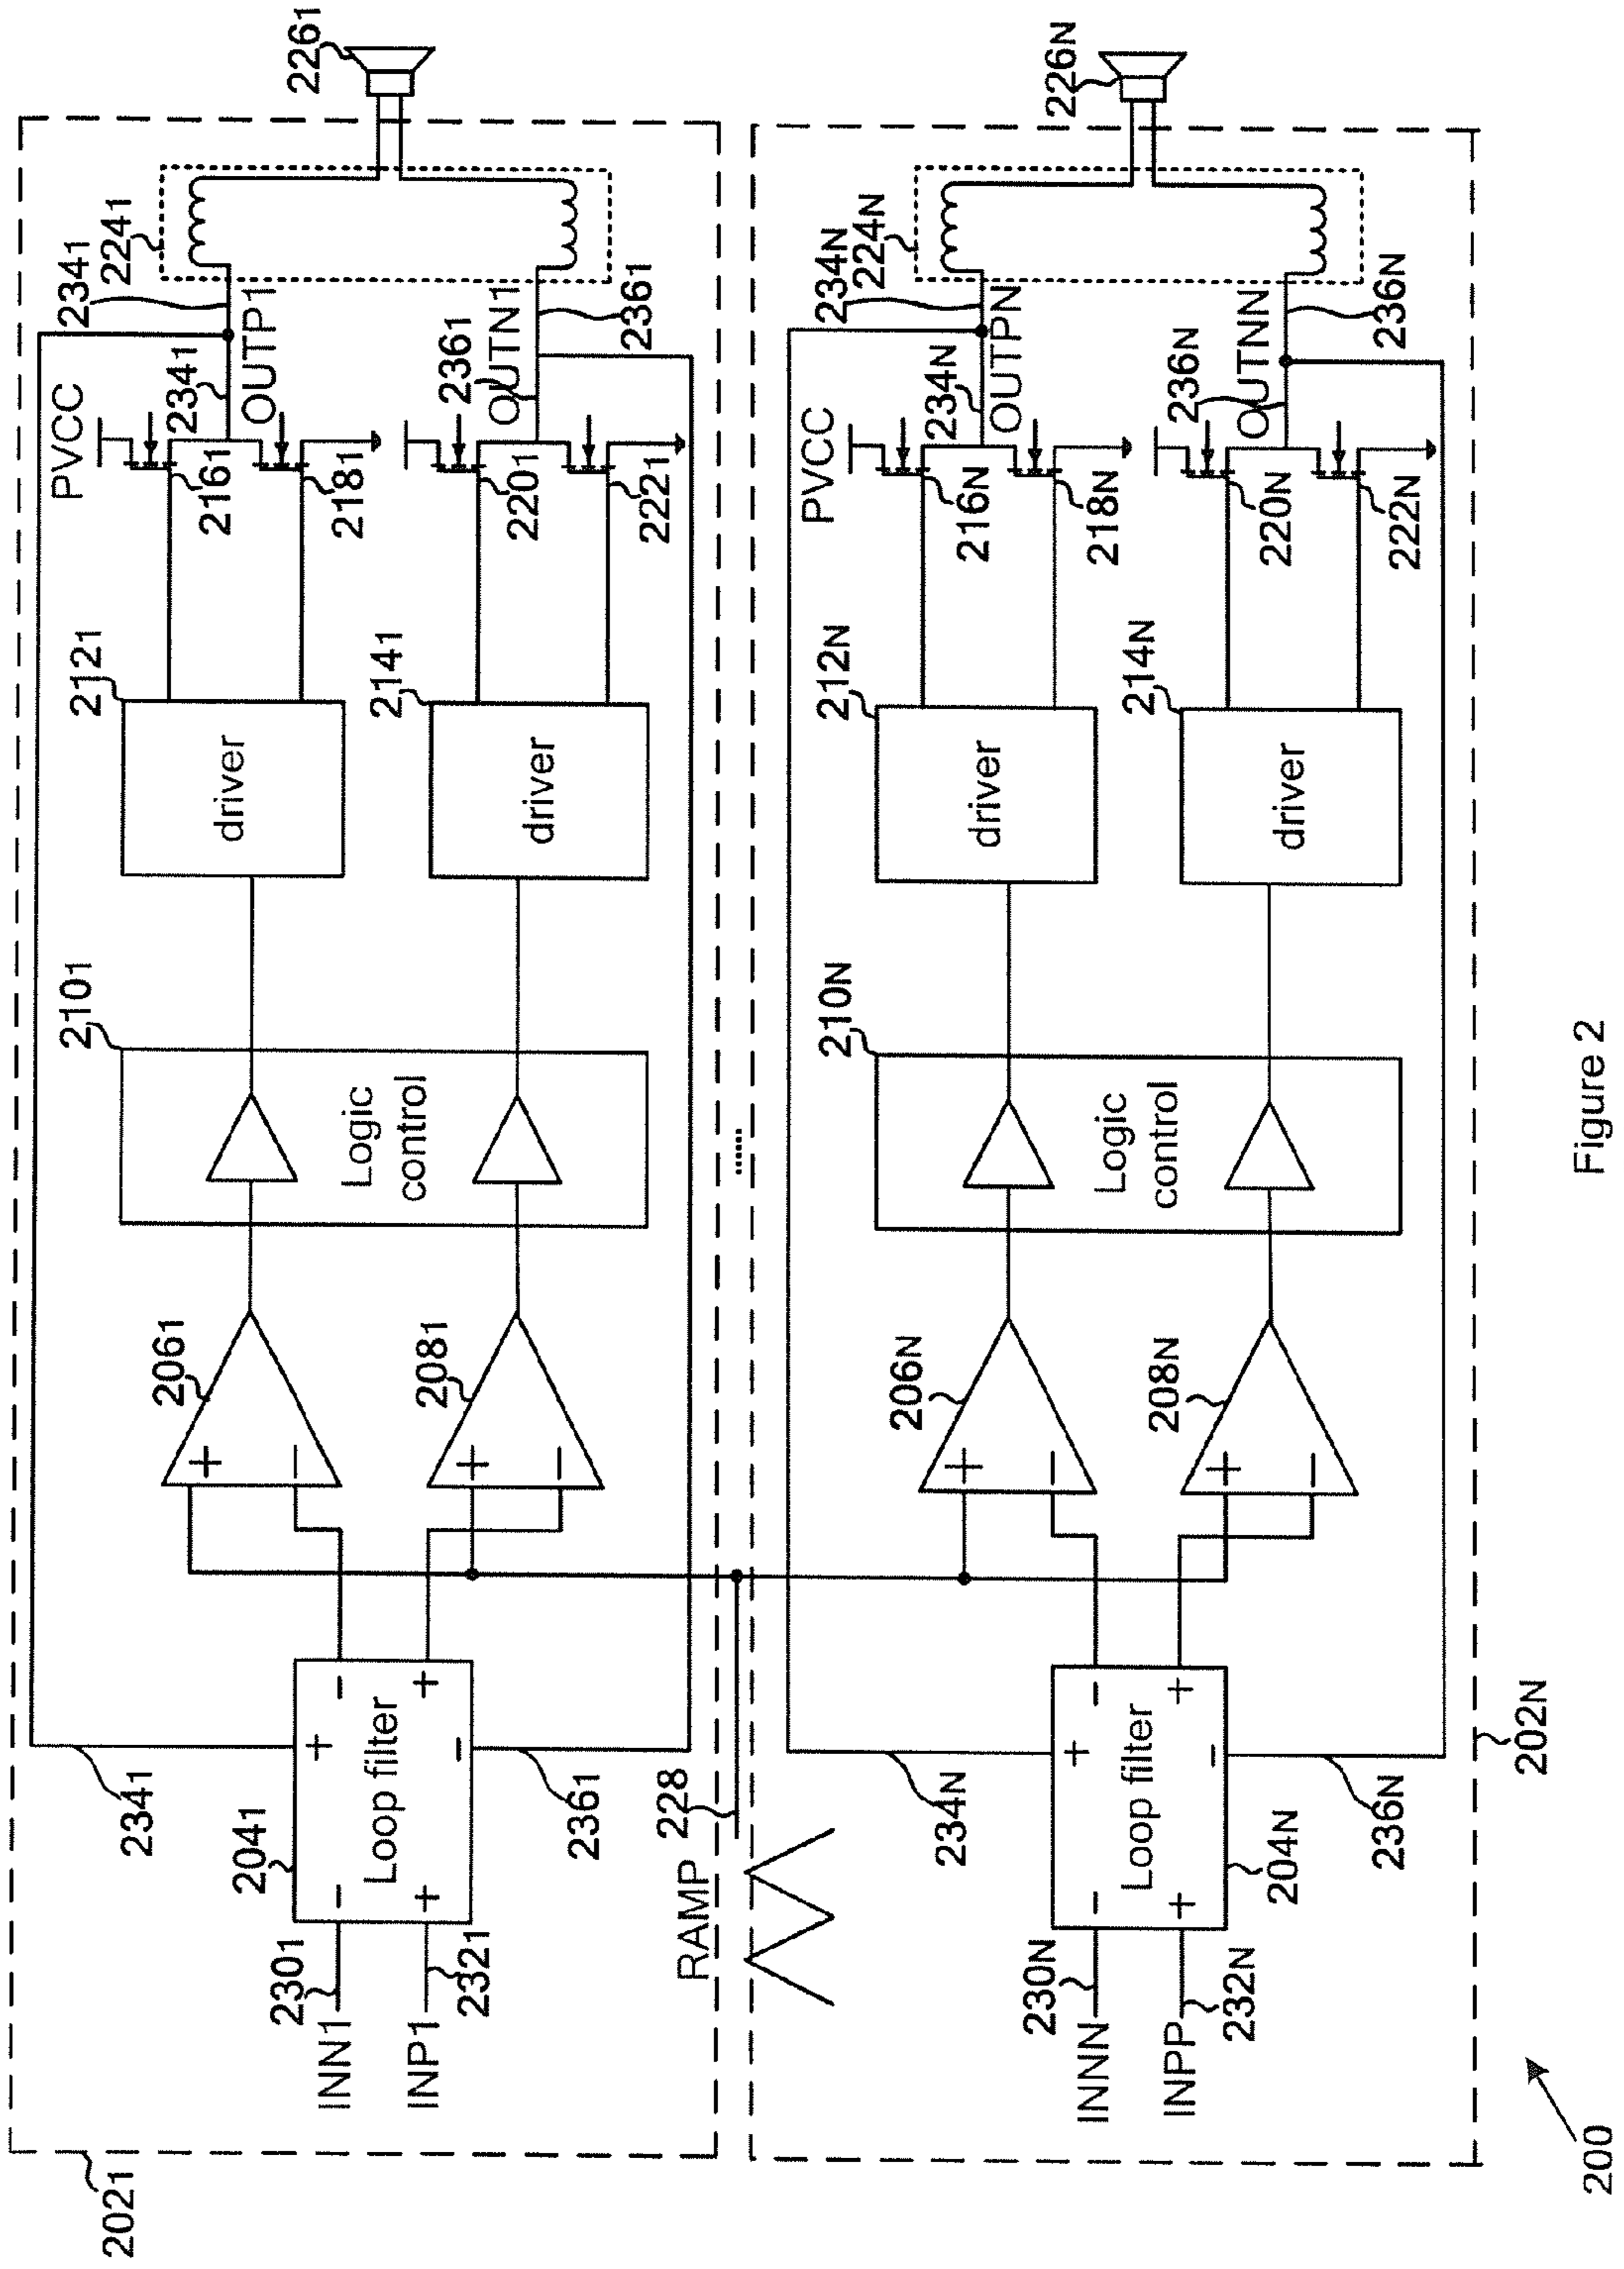 202₁
234₁
204₁
Loop filter
+
−
+
−
+
−
230₁
INN1
232₁
INP1
236₁
206₁
+
−
208₁
+
−
210₁
Logic
control
212₁
driver
214₁
driver
PVCC
216₁
218₁
220₁
222₁
234₁
234₁
OUTP1
236₁
OUTN1
236₁
224₁
226₁
RAMP
228
......
234N
204N
Loop filter
+
−
+
−
+
−
230N
INNN
232N
INPP
236N
206N
+
−
208N
+
−
210N
Logic
control
212N
driver
214N
driver
PVCC
216N
218N
220N
222N
234N
234N
OUTPN
236N
OUTNN
236N
224N
226N
202N
200
Figure 2